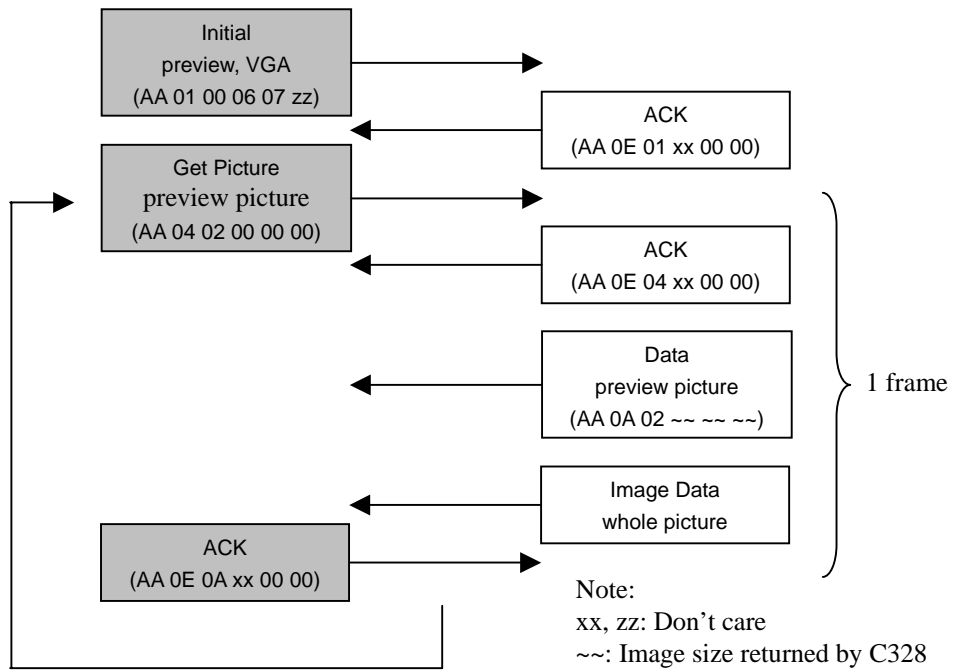 Initial
preview, VGA
(AA 01 00 06 07 zz)
ACK
(AA 0E 01 xx 00 00)
Get Picture
preview picture
(AA 04 02 00 00 00)
ACK
(AA 0E 04 xx 00 00)
Data
preview picture
(AA 0A 02 ~~ ~~ ~~)
1 frame
Image Data
whole picture
ACK
(AA 0E 0A xx 00 00)
Note:
xx, zz: Don’t care
~~: Image size returned by C328